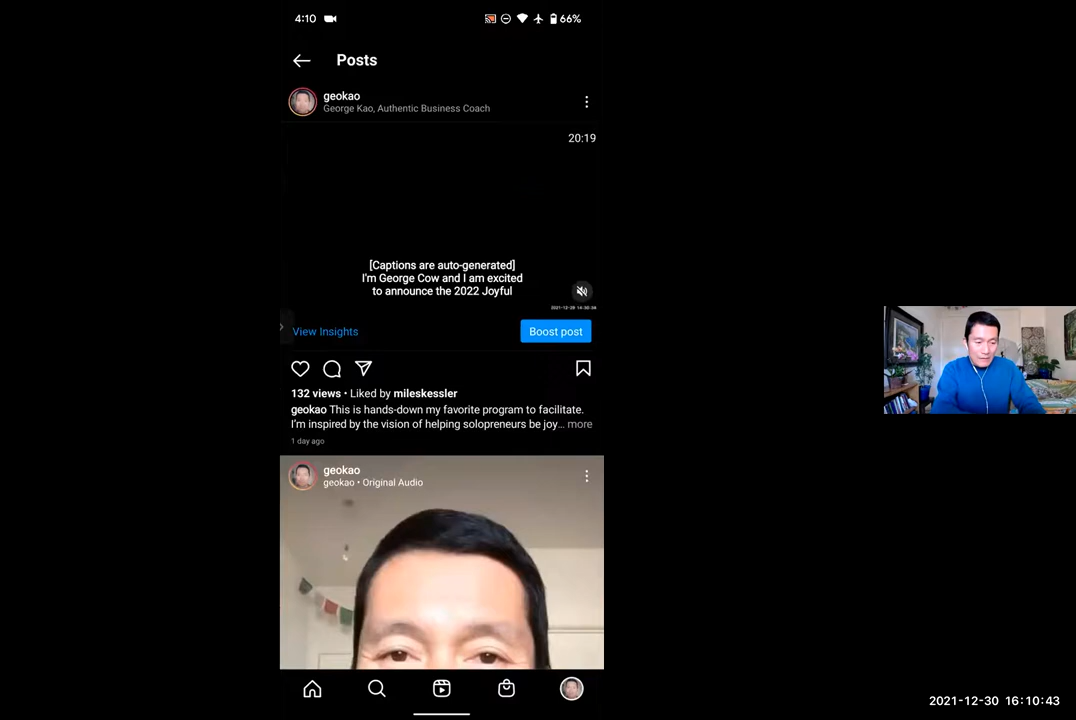 4:10
66%
Posts
geokao
George Kao, Authentic Business Coach
20:19
[Captions are auto-generated]
I'm George Cow and I am excited
to announce the 2022 Joyful
View Insights
Boost post
132 views • Liked by mileskessler
geokao This is hands-down my favorite program to facilitate.
I'm inspired by the vision of helping solopreneurs be joy... more
1 day ago
geokao
geokao • Original Audio
2021-12-30 16:10:43